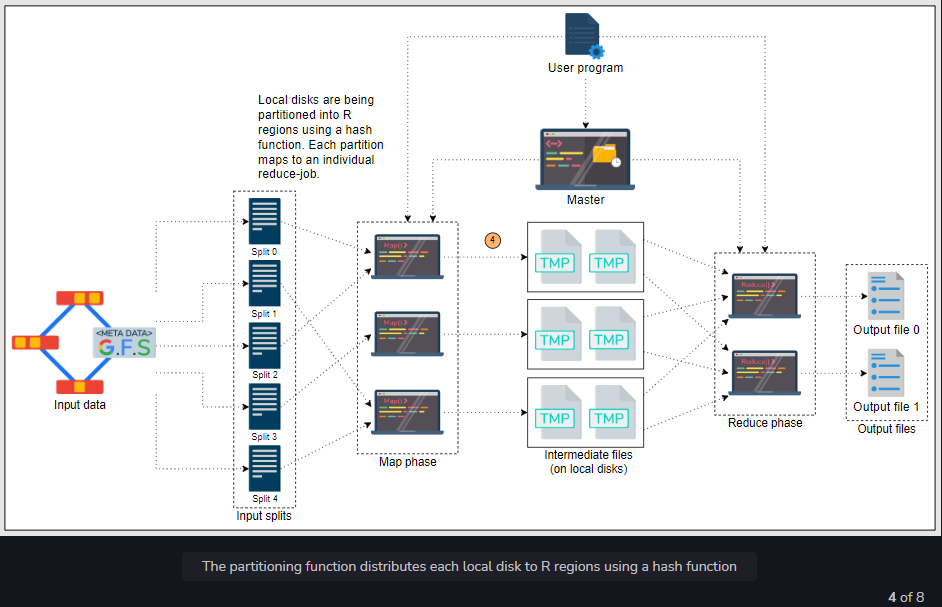 User program
Local disks are being
partitioned into R
regions using a hash
function. Each partition
maps to an individual
reduce-job.
Master
Split 0
Split 1
Split 2
Split 3
Split 4
Input splits
<META DATA>
G.F.S
Input data
Map()
Map()
Map()
Map phase
4
TMP
TMP
TMP
TMP
TMP
TMP
Intermediate files
(on local disks)
Reduce()
Reduce()
Reduce phase
Output file 0
Output file 1
Output files
The partitioning function distributes each local disk to R regions using a hash function
4 of 8